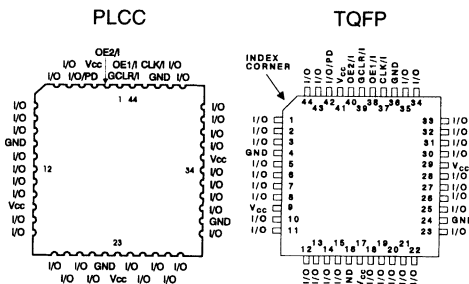 PLCC
TQFP
OE2/I
I/O Vcc OE1/I CLK/I I/O
I/O I/O/PD GCLR/I GND I/O
1 44
I/O
I/O
I/O
GND
I/O
I/O
I/O
I/O
Vcc
I/O
I/O
12
34
I/O
I/O
I/O
I/O
Vcc
I/O
I/O
I/O
I/O
GND
I/O
23
I/O I/O GND I/O I/O I/O
I/O I/O Vcc I/O I/O
INDEX
CORNER
I/O
I/O
I/O/PD
VCC
OE2/I
GCLR/I
OE1/I
CLK/I
GND
I/O
I/O
44 43 42 41 40 39 38 37 36 35 34
I/O 1
I/O 2
I/O 3
GND 4
I/O 5
I/O 6
I/O 7
I/O 8
VCC 9
I/O 10
I/O 11
33 I/O
32 I/O
31 I/O
30 I/O
29 VCC
28 I/O
27 I/O
26 I/O
25 I/O
24 GN
23 I/O
12 13 14 15 16 17 18 19 20 21 22
I/O
I/O
I/O
I/O
ND
VCC
I/O
I/O
I/O
I/O
I/O